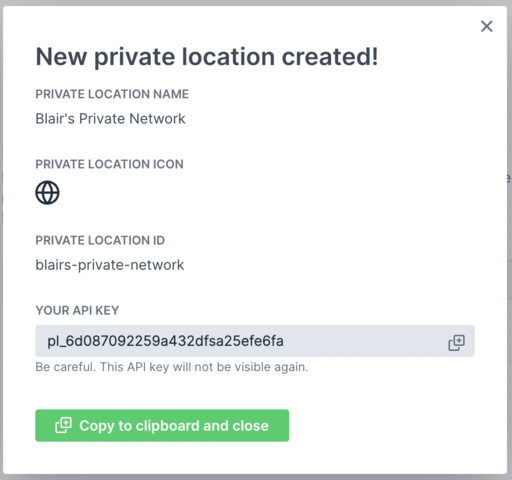 New private location created!
PRIVATE LOCATION NAME
Blair's Private Network
PRIVATE LOCATION ICON
PRIVATE LOCATION ID
blairs-private-network
YOUR API KEY
pl_6d087092259a432dfsa25efe6fa
Be careful. This API key will not be visible again.
Copy to clipboard and close